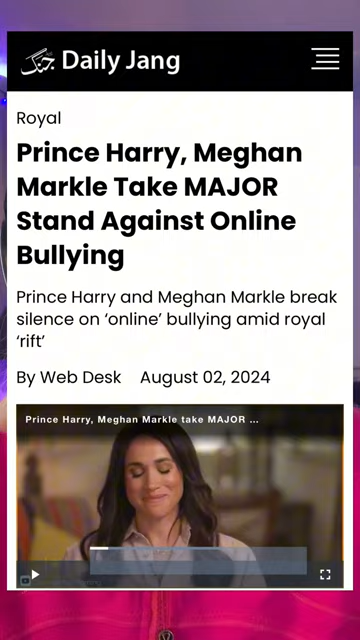 جنگ Daily Jang
Royal
Prince Harry, Meghan
Markle Take MAJOR
Stand Against Online
Bullying
Prince Harry and Meghan Markle break
silence on ‘online’ bullying amid royal
‘rift’
By Web Desk August 02, 2024
Prince Harry, Meghan Markle take MAJOR ...